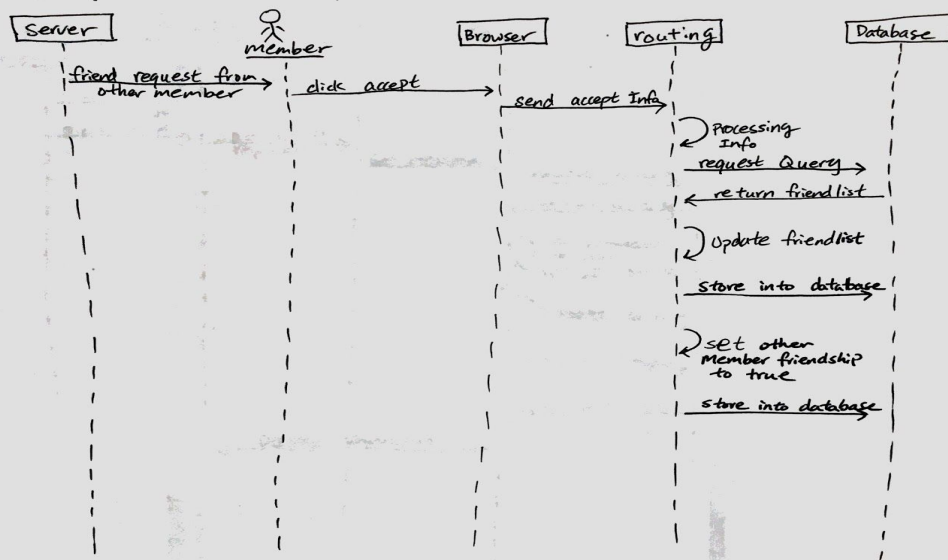 Server
member
Browser
routing
Database
friend request from
other member
click accept
send accept Info
Processing
Info
request Query
return friendlist
Update friendlist
store into database
set other
Member friendship
to true
store into database